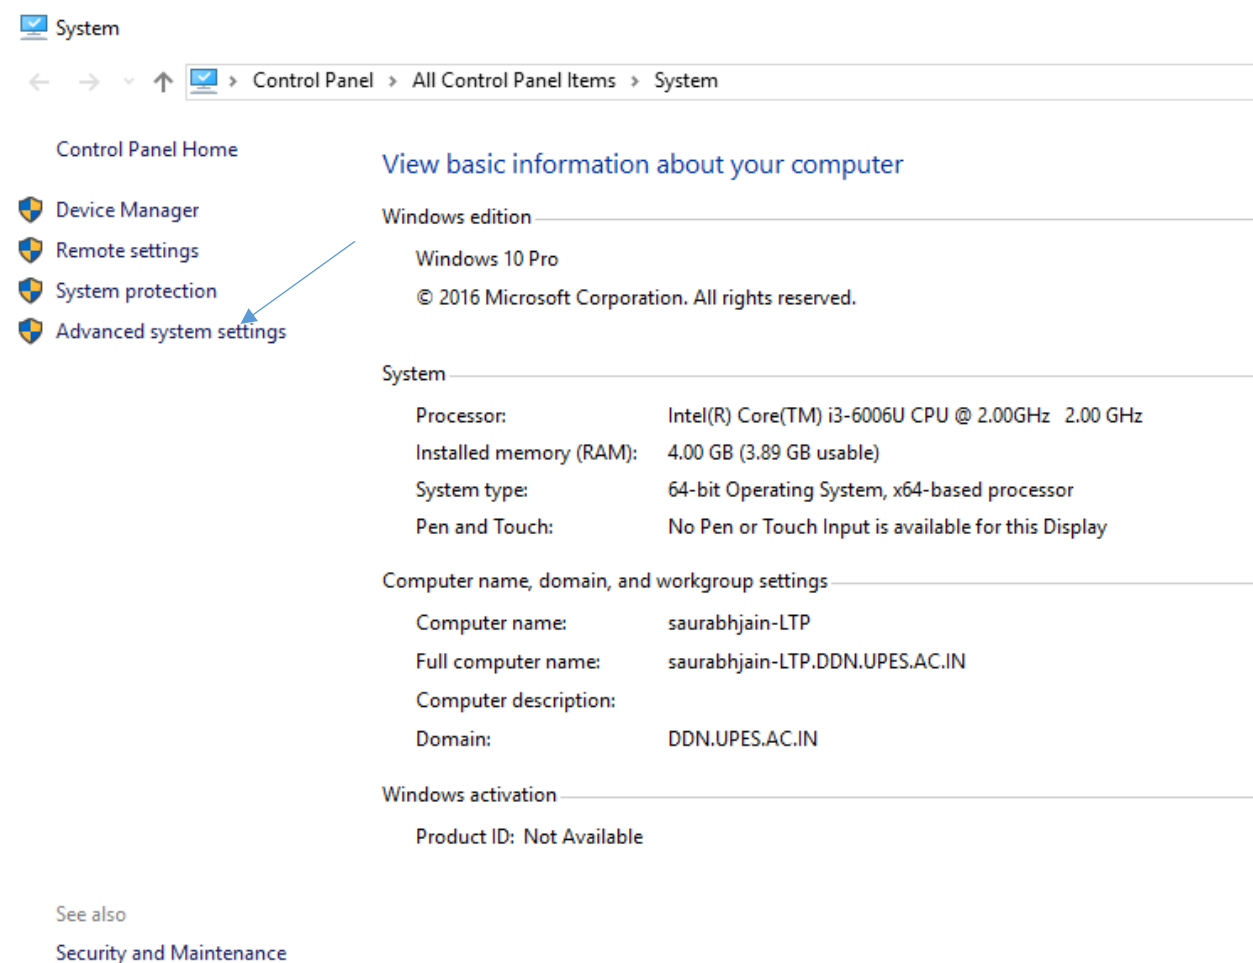 System
Control Panel > All Control Panel Items > System
Control Panel Home
Device Manager
Remote settings
System protection
Advanced system settings
View basic information about your computer
Windows edition
Windows 10 Pro
© 2016 Microsoft Corporation. All rights reserved.
System
Processor: Intel(R) Core(TM) i3-6006U CPU @ 2.00GHz 2.00 GHz
Installed memory (RAM): 4.00 GB (3.89 GB usable)
System type: 64-bit Operating System, x64-based processor
Pen and Touch: No Pen or Touch Input is available for this Display
Computer name, domain, and workgroup settings
Computer name: saurabhjain-LTP
Full computer name: saurabhjain-LTP.DDN.UPES.AC.IN
Computer description:
Domain: DDN.UPES.AC.IN
Windows activation
Product ID: Not Available
See also
Security and Maintenance